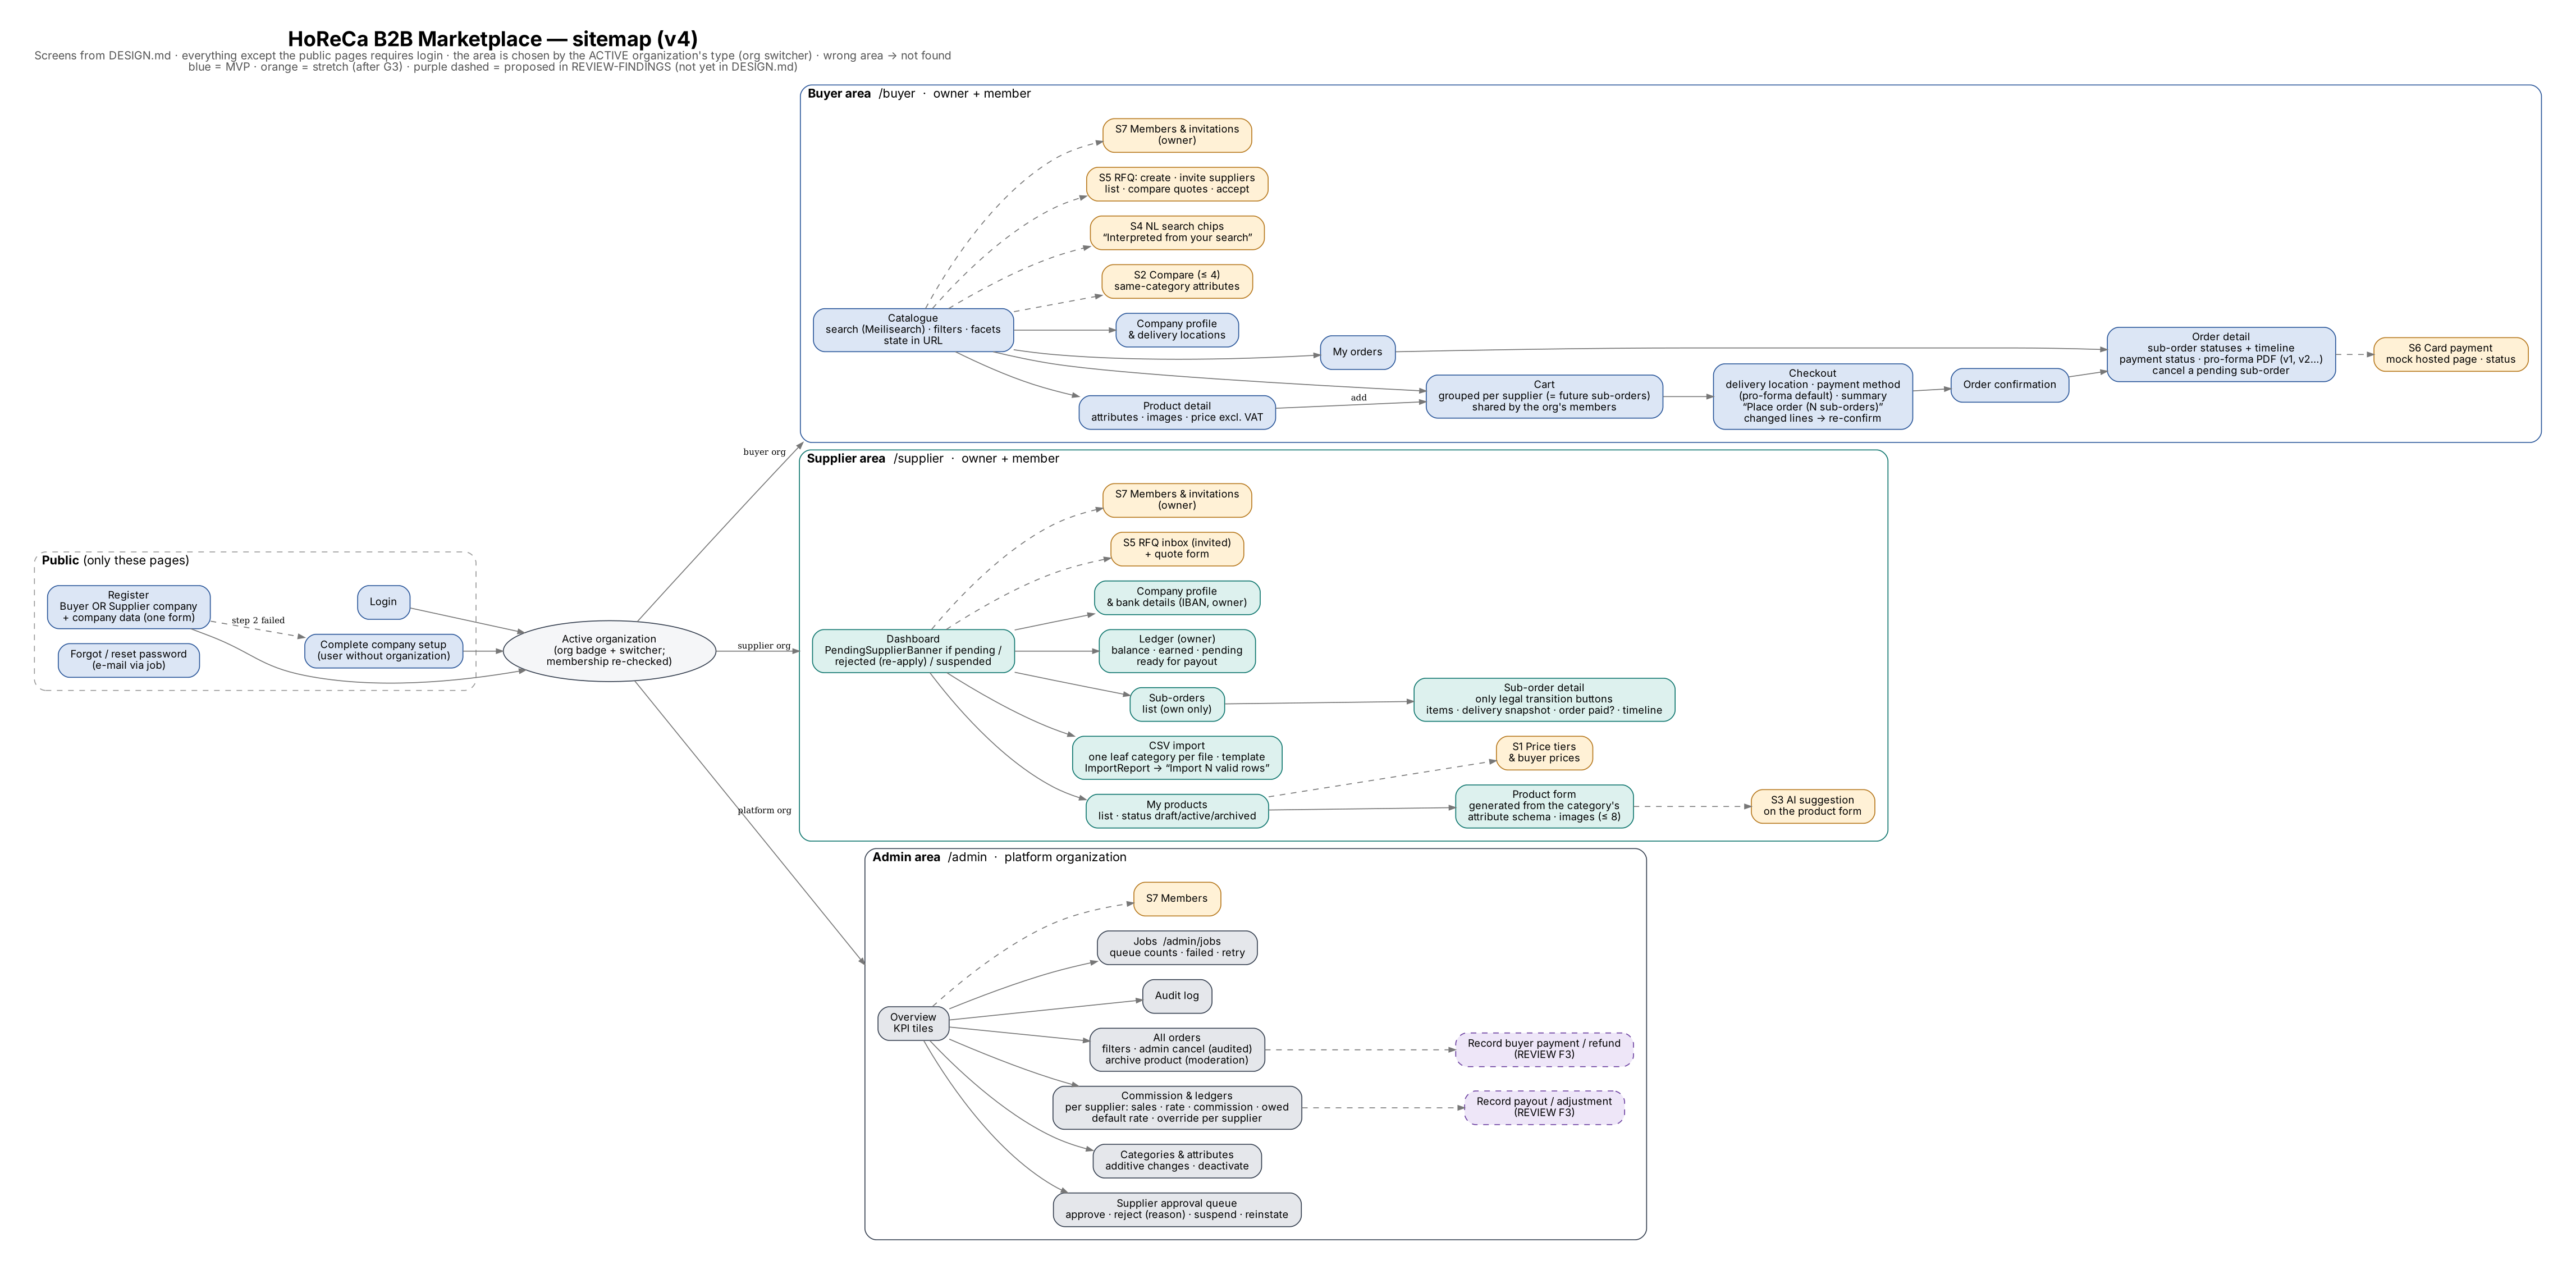 HoReCa B2B Marketplace — sitemap (v4)
Screens from DESIGN.md · everything except the public pages requires login · the area is chosen by the ACTIVE organization's type (org switcher) · wrong area → not found
blue = MVP · orange = stretch (after G3) · purple dashed = proposed in REVIEW-FINDINGS (not yet in DESIGN.md)
Buyer area /buyer · owner + member
S7 Members & invitations
(owner)
S5 RFQ: create · invite suppliers
list · compare quotes · accept
S4 NL search chips
“Interpreted from your search”
S2 Compare (≤ 4)
same-category attributes
Catalogue
search (Meilisearch) · filters · facets
state in URL
Company profile
& delivery locations
My orders
Product detail
attributes · images · price excl. VAT
add
Cart
grouped per supplier (= future sub-orders)
shared by the org's members
Checkout
delivery location · payment method
(pro-forma default) · summary
“Place order (N sub-orders)”
changed lines → re-confirm
Order confirmation
Order detail
sub-order statuses + timeline
payment status · pro-forma PDF (v1, v2...)
cancel a pending sub-order
S6 Card payment
mock hosted page · status
Public (only these pages)
Register
Buyer OR Supplier company
+ company data (one form)
Forgot / reset password
(e-mail via job)
step 2 failed
Login
Complete company setup
(user without organization)
Active organization
(org badge + switcher;
membership re-checked)
buyer org
supplier org
platform org
Supplier area /supplier · owner + member
S7 Members & invitations
(owner)
S5 RFQ inbox (invited)
+ quote form
Company profile
& bank details (IBAN, owner)
Dashboard
PendingSupplierBanner if pending /
rejected (re-apply) / suspended
Ledger (owner)
balance · earned · pending
ready for payout
Sub-orders
list (own only)
Sub-order detail
only legal transition buttons
items · delivery snapshot · order paid? · timeline
CSV import
one leaf category per file · template
ImportReport → “Import N valid rows”
S1 Price tiers
& buyer prices
My products
list · status draft/active/archived
Product form
generated from the category's
attribute schema · images (≤ 8)
S3 AI suggestion
on the product form
Admin area /admin · platform organization
S7 Members
Jobs /admin/jobs
queue counts · failed · retry
Audit log
Overview
KPI tiles
All orders
filters · admin cancel (audited)
archive product (moderation)
Record buyer payment / refund
(REVIEW F3)
Commission & ledgers
per supplier: sales · rate · commission · owed
default rate · override per supplier
Record payout / adjustment
(REVIEW F3)
Categories & attributes
additive changes · deactivate
Supplier approval queue
approve · reject (reason) · suspend · reinstate